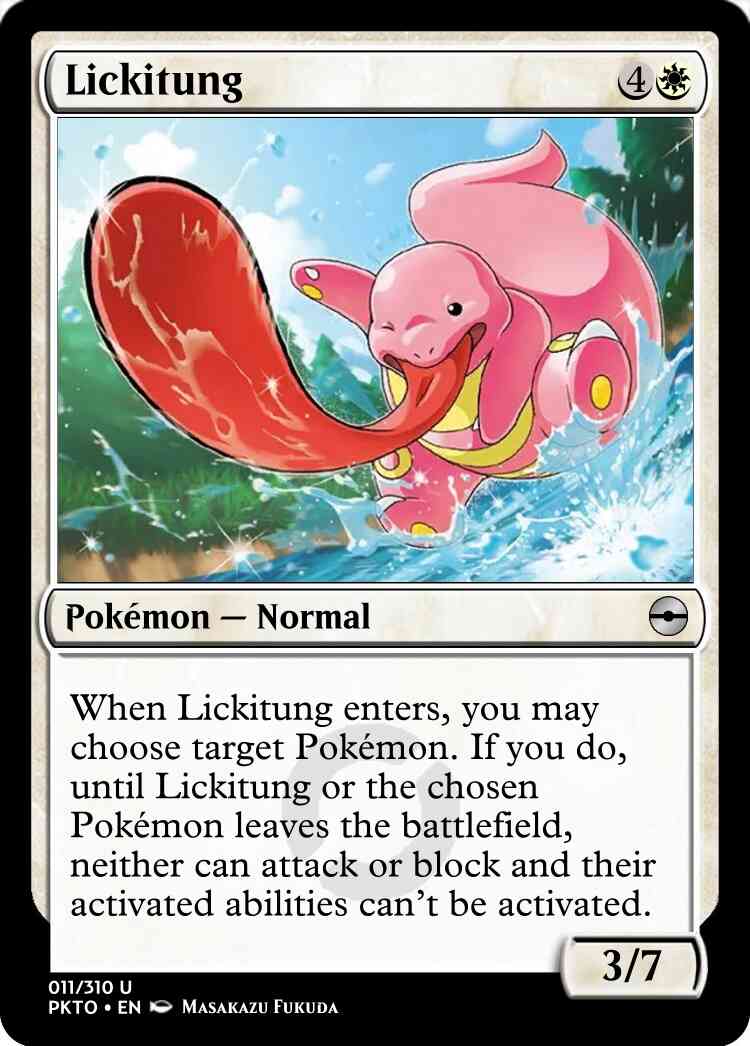 Lickitung 4
Pokémon — Normal
When Lickitung enters, you may
choose target Pokémon. If you do,
until Lickitung or the chosen
Pokémon leaves the battlefield,
neither can attack or block and their
activated abilities can't be activated.
3/7
011/310 U
PKTO • EN Masakazu Fukuda